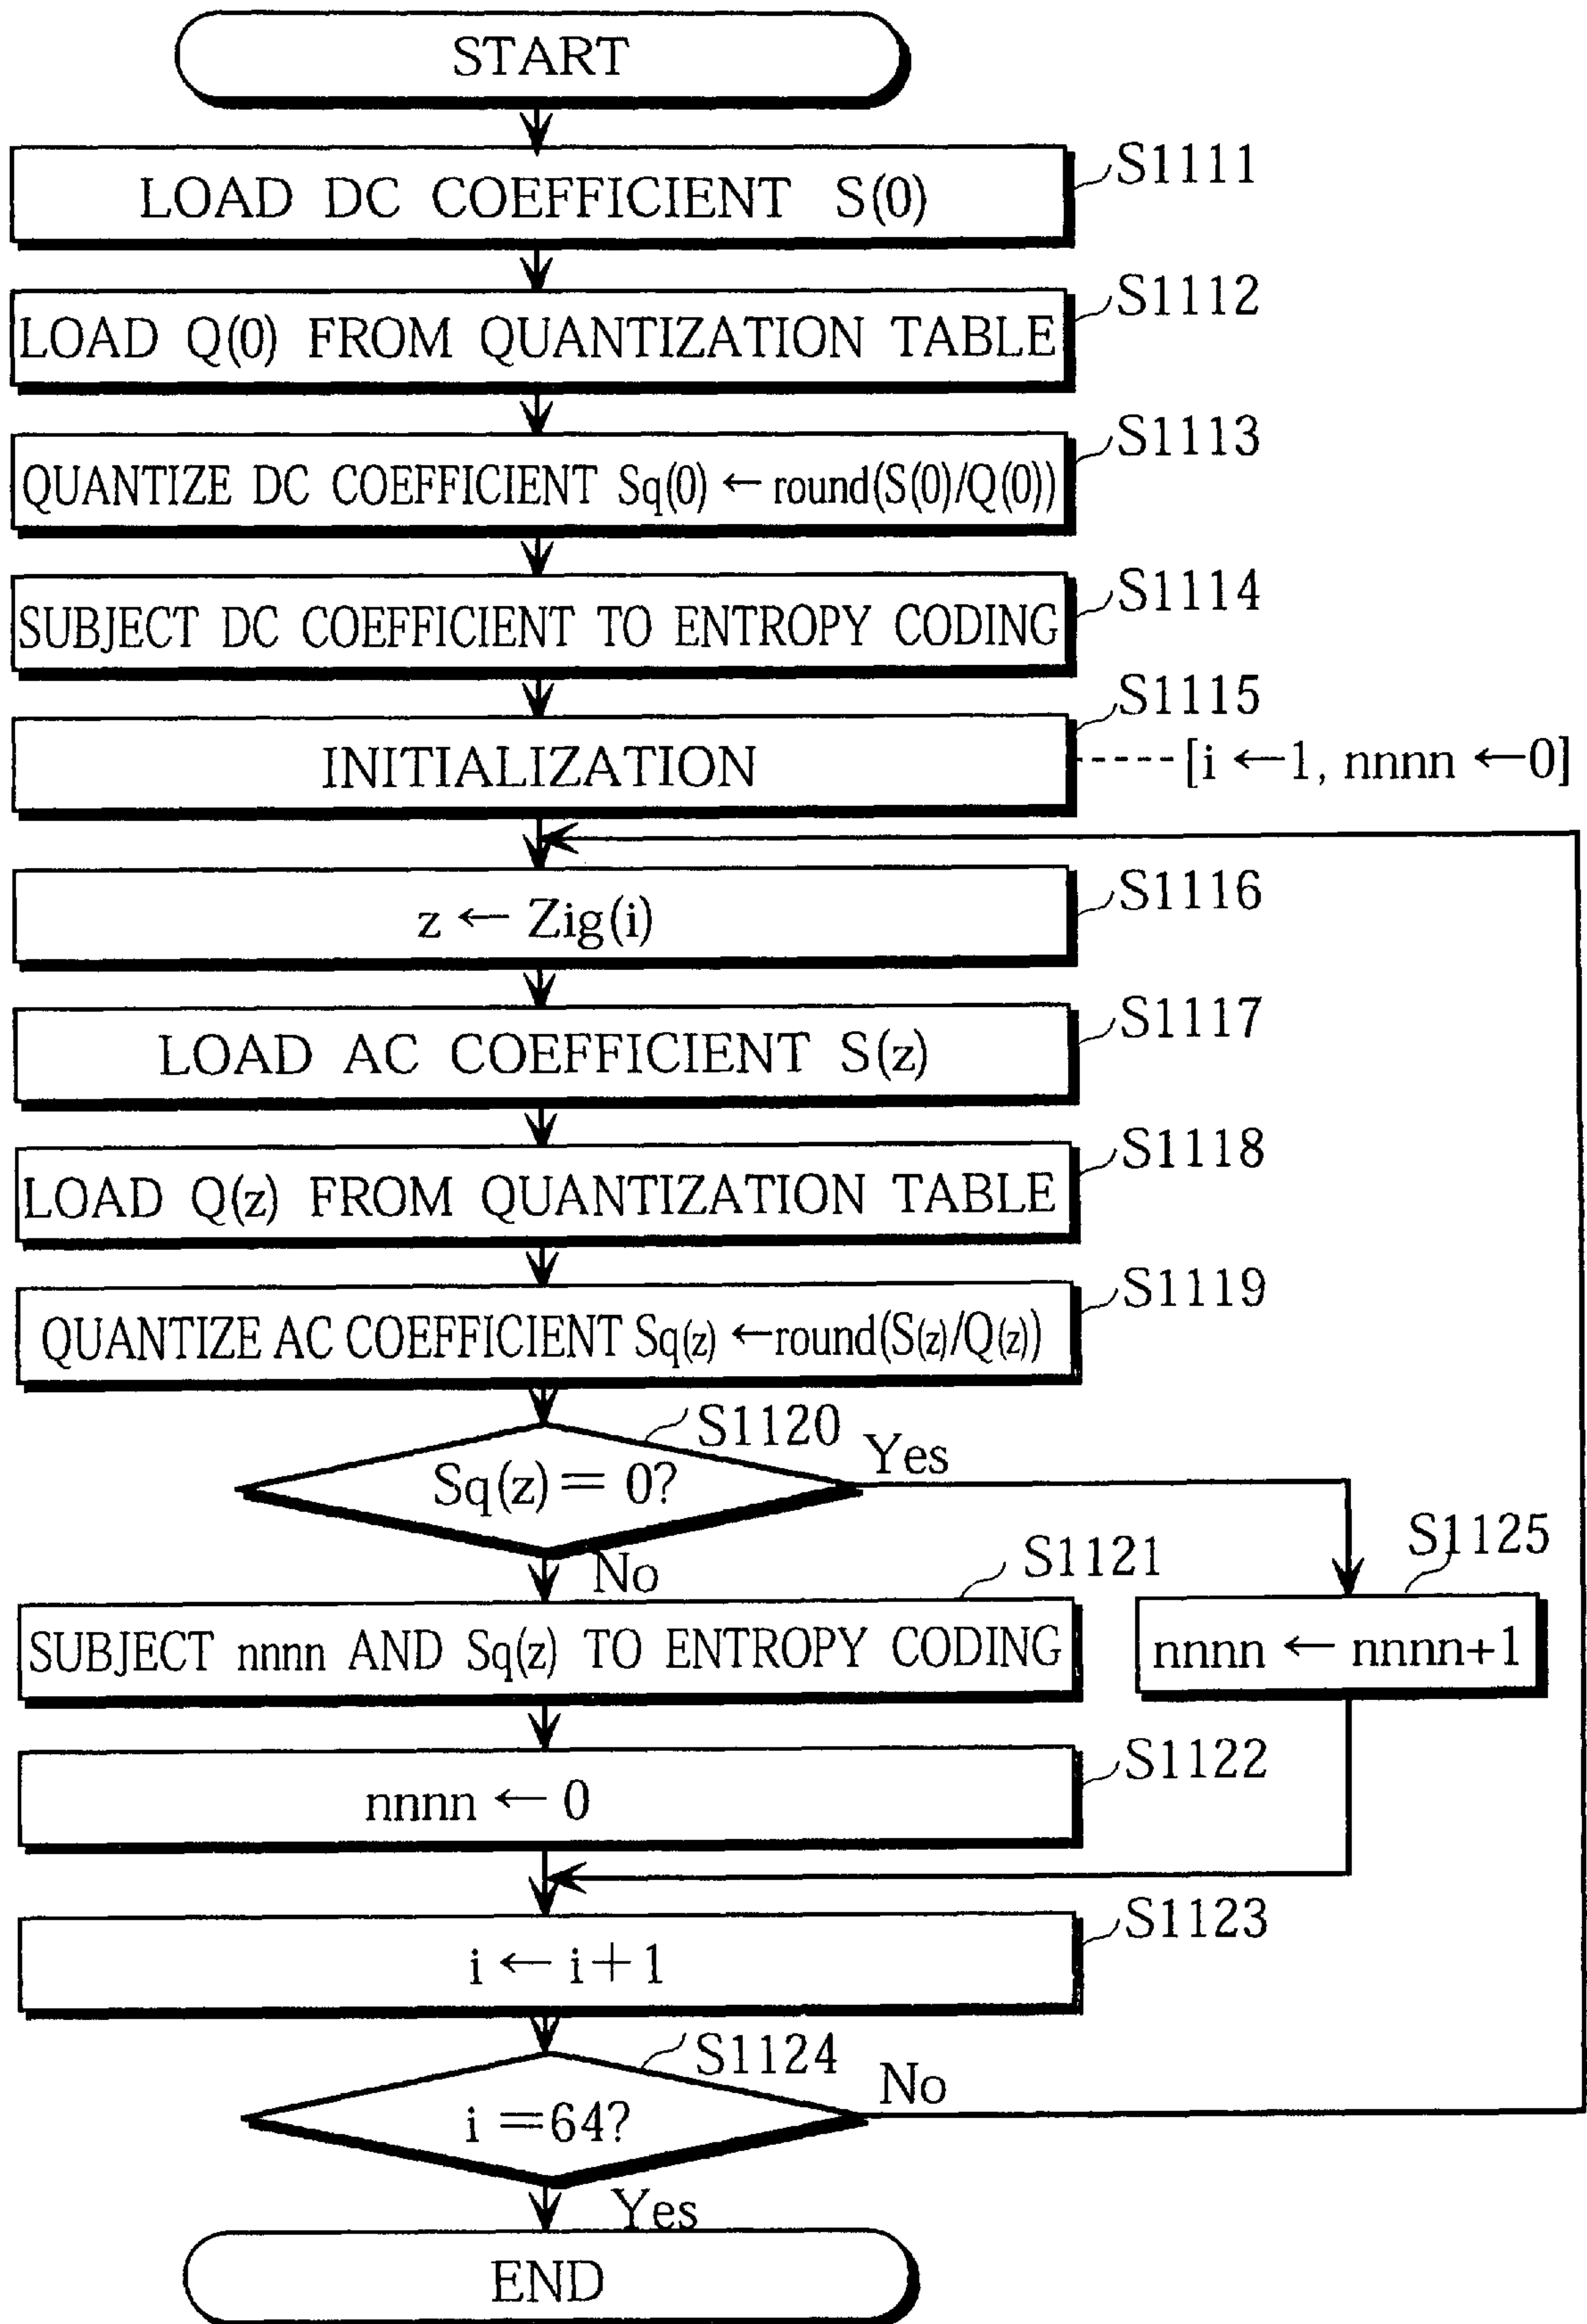 START
LOAD DC COEFFICIENT S(0)
S1111
LOAD Q(0) FROM QUANTIZATION TABLE
S1112
QUANTIZE DC COEFFICIENT Sq(0) ← round(S(0)/Q(0))
S1113
SUBJECT DC COEFFICIENT TO ENTROPY CODING
S1114
INITIALIZATION
S1115
[i ←1, nnnn ←0]
z ← Zig(i)
S1116
LOAD AC COEFFICIENT S(z)
S1117
LOAD Q(z) FROM QUANTIZATION TABLE
S1118
QUANTIZE AC COEFFICIENT Sq(z) ←round(S(z)/Q(z))
S1119
Sq(z) = 0?
S1120
Yes
No
SUBJECT nnnn AND Sq(z) TO ENTROPY CODING
S1121
nnnn ← nnnn+1
S1125
nnnn ← 0
S1122
i ← i+1
S1123
i =64?
S1124
No
Yes
END